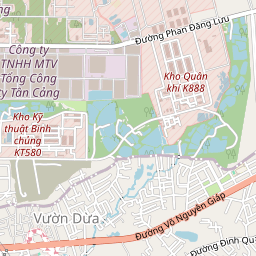 Đường Phan Đăng Lưu
Công ty
TNHH MTV
Tổng Công
ty Tân Cảng
Kho Quân
khí K888
Kho Kỹ
thuật Binh
chủng
KT580
Vườn Dừa
Đường Võ Nguyên Giáp
Đường Đinh Qu